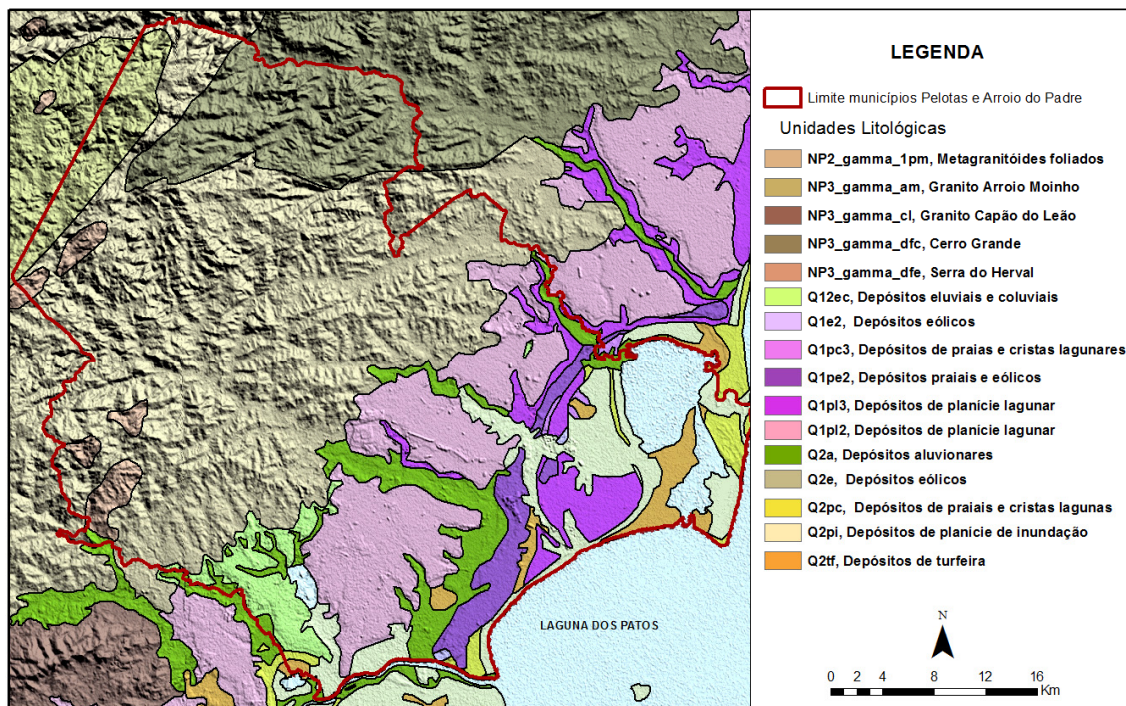 LEGENDA
Limite municípios Pelotas e Arroio do Padre
Unidades Litológicas
NP2_gamma_1pm, Metagranitóides foliados
NP3_gamma_am, Granito Arroio Moinho
NP3_gamma_cl, Granito Capão do Leão
NP3_gamma_dfc, Cerro Grande
NP3_gamma_dfe, Serra do Herval
Q12ec, Depósitos eluviais e coluviais
Q1e2, Depósitos eólicos
Q1pc3, Depósitos de praias e cristas lagunares
Q1pe2, Depósitos praiais e eólicos
Q1pl3, Depósitos de planície lagunar
Q1pl2, Depósitos de planície lagunar
Q2a, Depósitos aluvionares
Q2e, Depósitos eólicos
Q2pc, Depósitos de praiais e cristas lagunas
Q2pi, Depósitos de planície de inundação
Q2tf, Depósitos de turfeira
LAGUNA DOS PATOS
N
0 2 4 8 12 16
Km